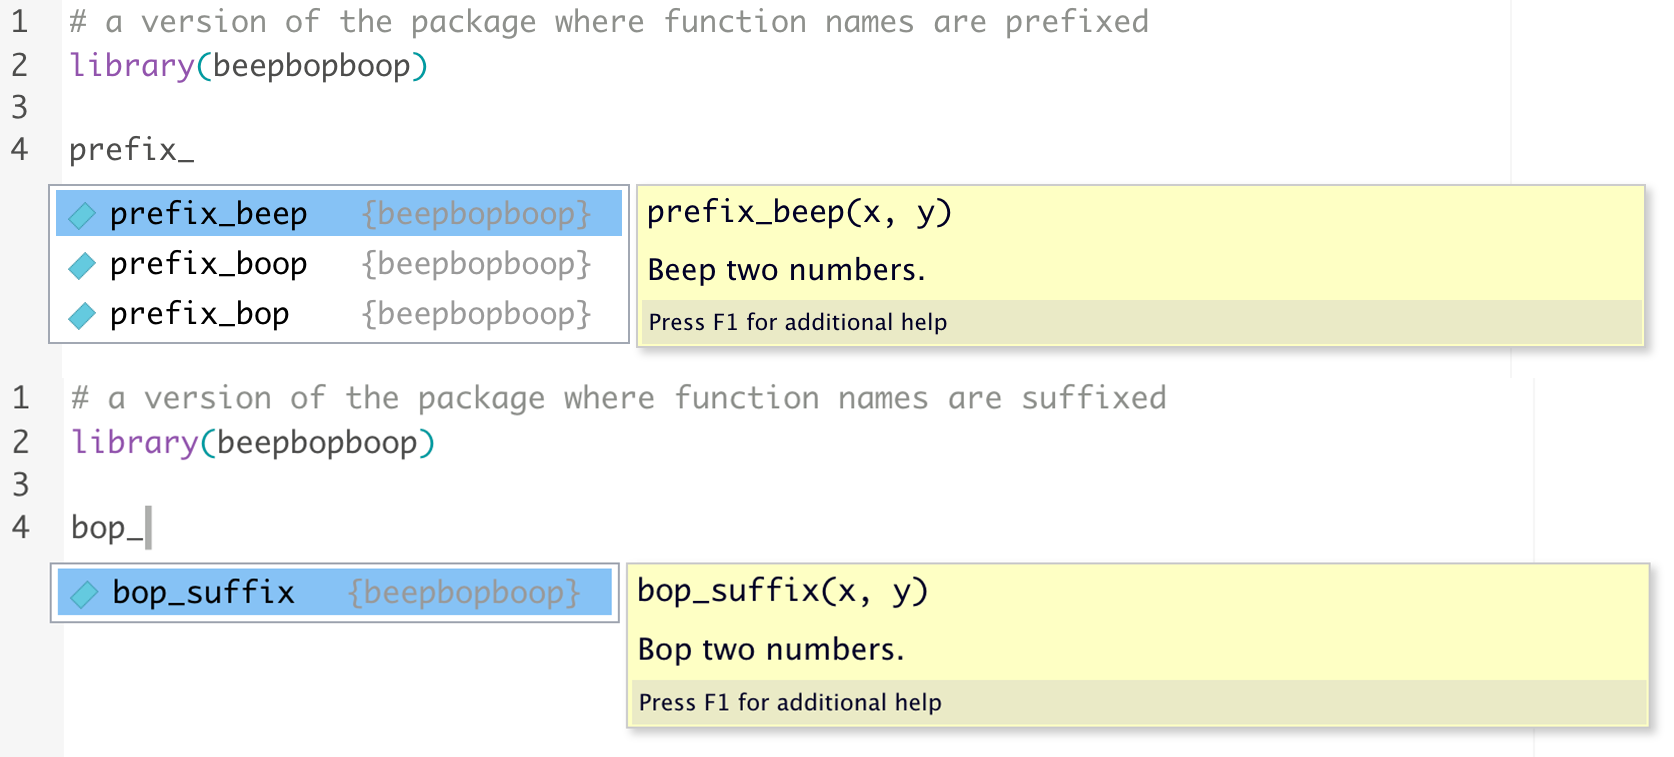 1 # a version of the package where function names are prefixed
2 library(beepbopboop)
3
4 prefix_
prefix_beep {beepbopboop}
prefix_boop {beepbopboop}
prefix_bop {beepbopboop}
prefix_beep(x, y)
Beep two numbers.
Press F1 for additional help
1 # a version of the package where function names are suffixed
2 library(beepbopboop)
3
4 bop_
bop_suffix {beepbopboop}
bop_suffix(x, y)
Bop two numbers.
Press F1 for additional help